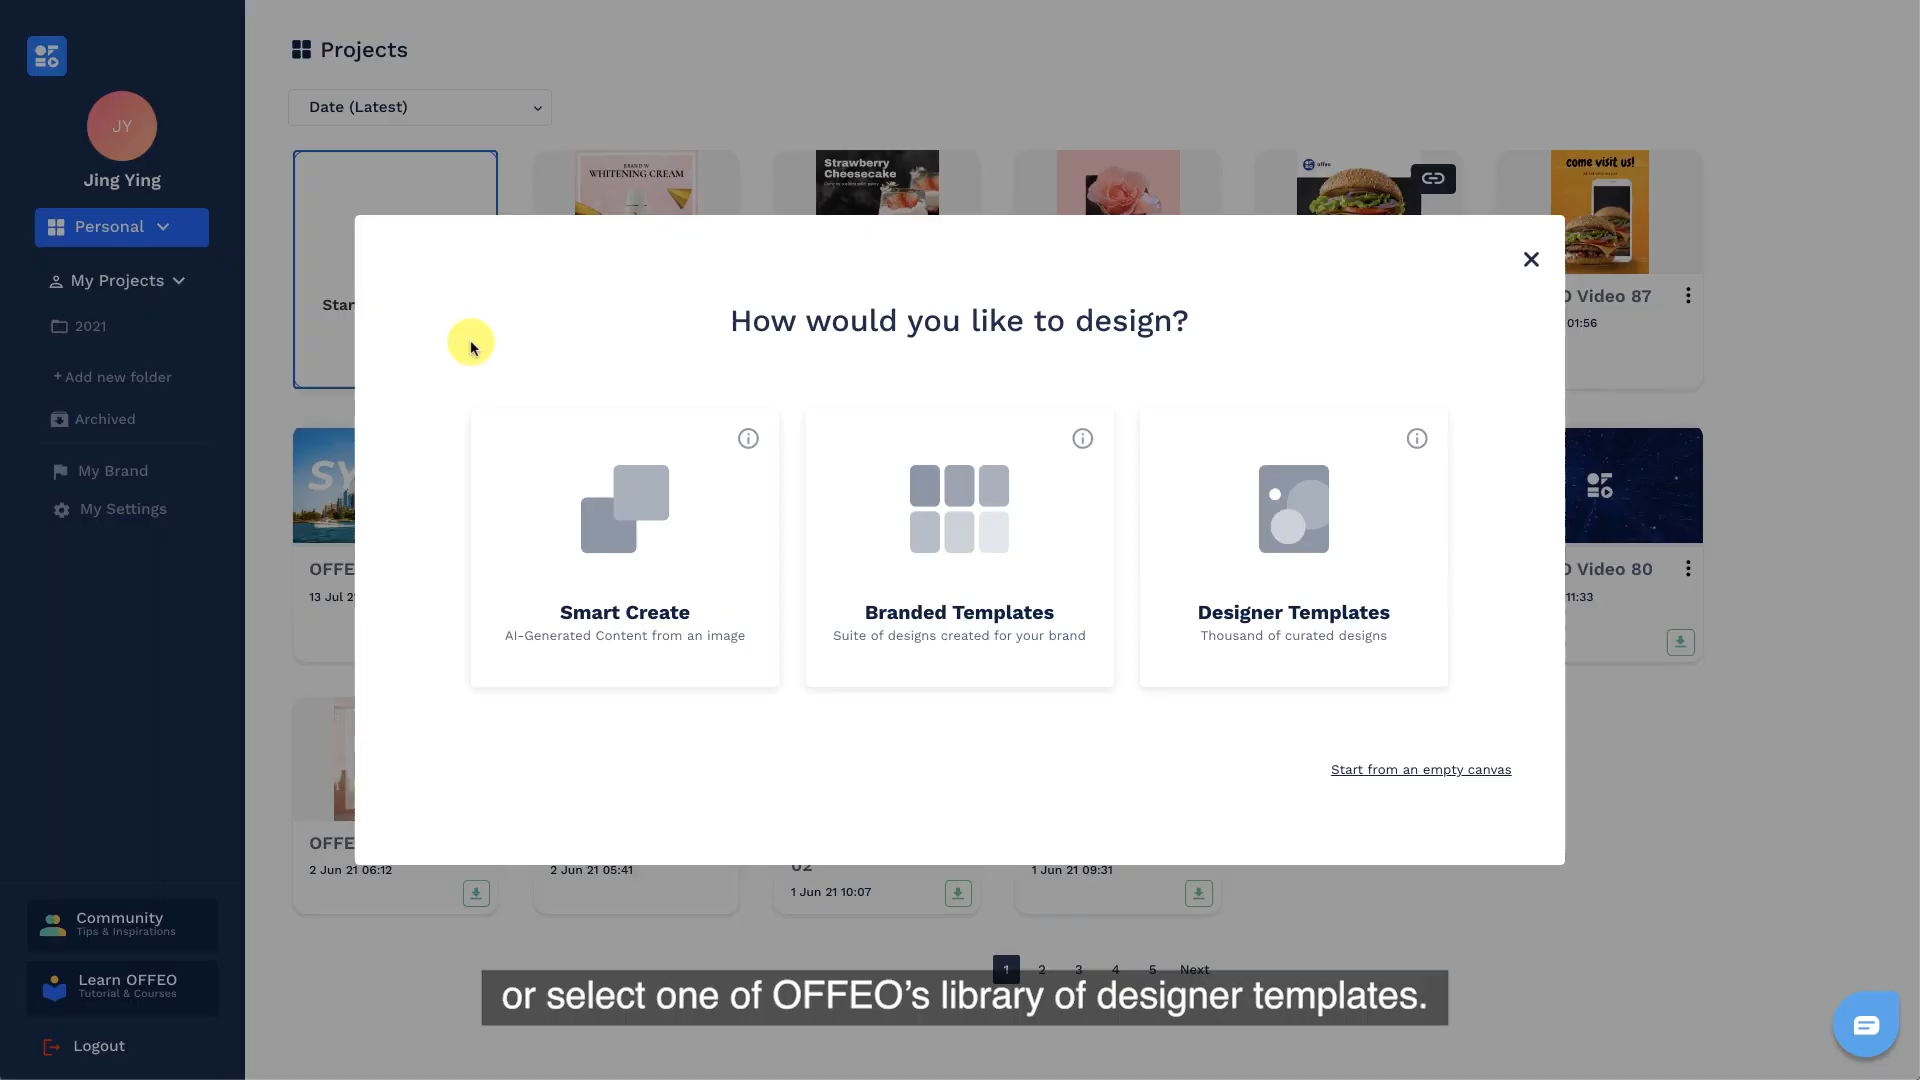 Projects
Date (Latest)
JY
Jing Ying
Personal
My Projects
2021
+ Add new folder
Archived
My Brand
My Settings
BRAND IV
WHITENING CREAM
Strawberry
Cheesecake
offeo
come visit us!
Star
Video 87
01:56
How would you like to design?
Smart Create
AI-Generated Content from an image
Branded Templates
Suite of designs created for your brand
Designer Templates
Thousand of curated designs
Start from an empty canvas
SY
OFFE
13 Jul 2
Video 80
11:33
OFFE
2 Jun 21 06:12
2 Jun 21 05:41
02
1 Jun 21 10:07
1 Jun 21 09:31
1 2 3 4 5 Next
or select one of OFFEO’s library of designer templates.
Community
Tips & Inspirations
Learn OFFEO
Tutorial & Courses
Logout